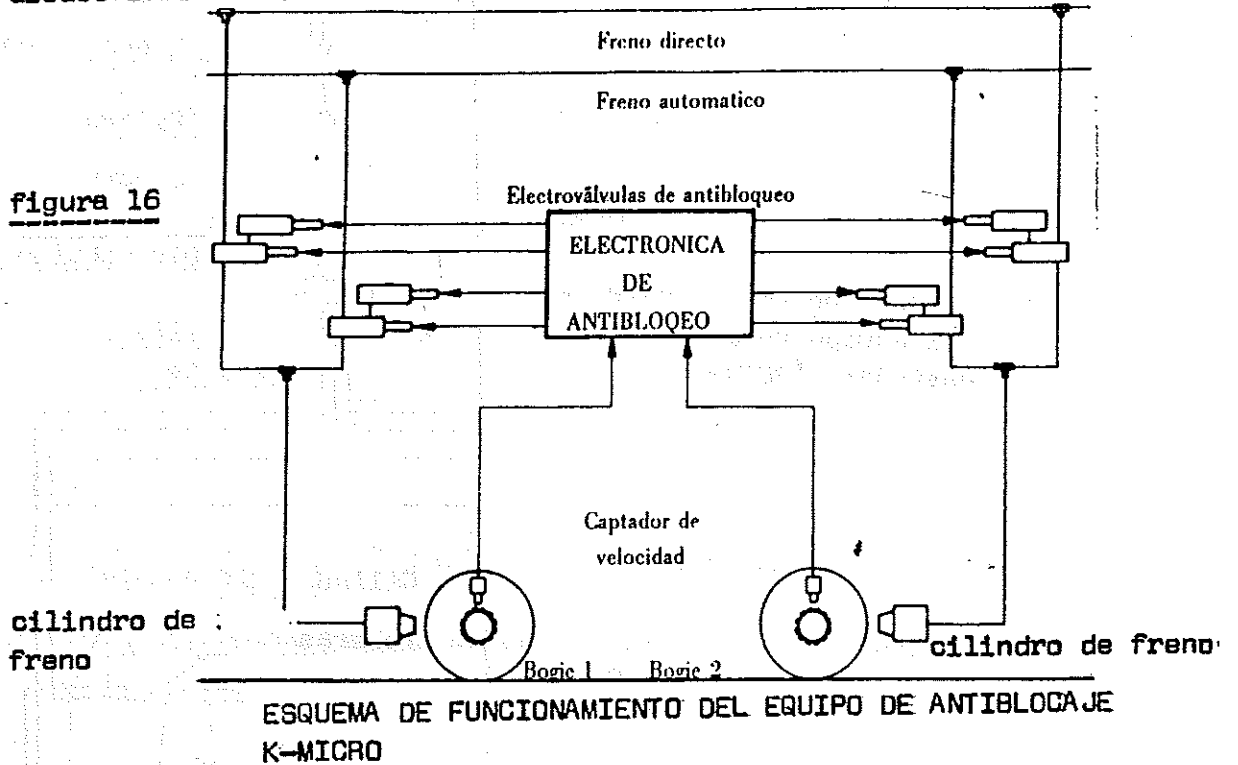 Freno directo
Freno automatico
figura 16
Electroválvulas de antibloqueo
ELECTRONICA
DE
ANTIBLOQEO
Captador de
velocidad
cilindro de
freno
cilindro de freno
Bogie 1 Bogie 2
ESQUEMA DE FUNCIONAMIENTO DEL EQUIPO DE ANTIBLOCAJE
K-MICRO